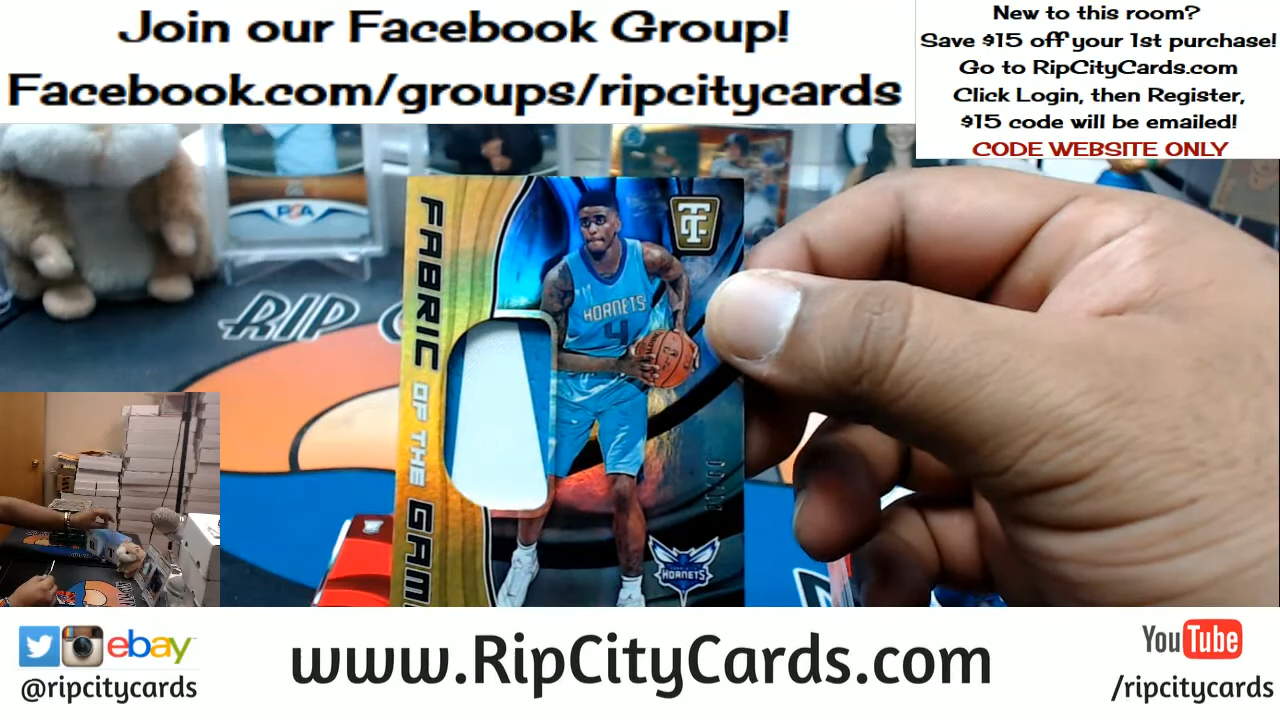 Join our Facebook Group!
Facebook.com/groups/ripcitycards
New to this room?
Save $15 off your 1st purchase!
Go to RipCityCards.com
Click Login, then Register,
$15 code will be emailed!
CODE WEBSITE ONLY
PSA
RIP
FABRIC OF THE GAM
HORNETS
4
HORNETS
ebay
@ripcitycards
www.RipCityCards.com
YouTube
/ripcitycards